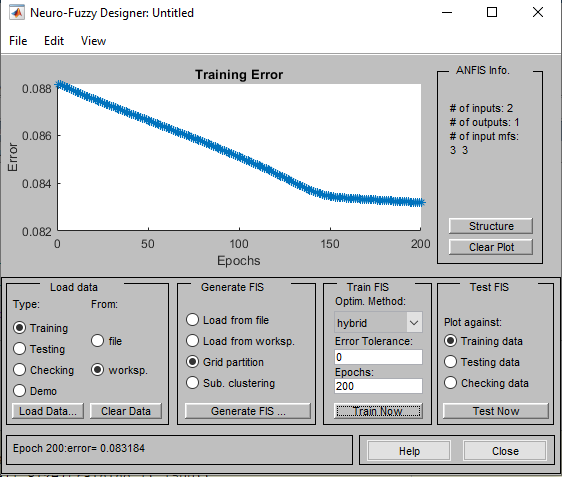 Neuro-Fuzzy Designer: Untitled
File Edit View
Training Error
0.088
0.086
0.084
0.082
Error
0 50 100 150 200
Epochs
ANFIS Info.
# of inputs: 2
# of outputs: 1
# of input mfs:
3 3
Structure
Clear Plot
Load data
Type: From:
Training
file
Testing
Checking
worksp.
Demo
Load Data... Clear Data
Generate FIS
Load from file
Load from worksp.
Grid partition
Sub. clustering
Generate FIS ...
Train FIS
Optim. Method:
hybrid
Error Tolerance:
0
Epochs:
200
Train Now
Test FIS
Plot against:
Training data
Testing data
Checking data
Test Now
Epoch 200:error= 0.083184
Help Close